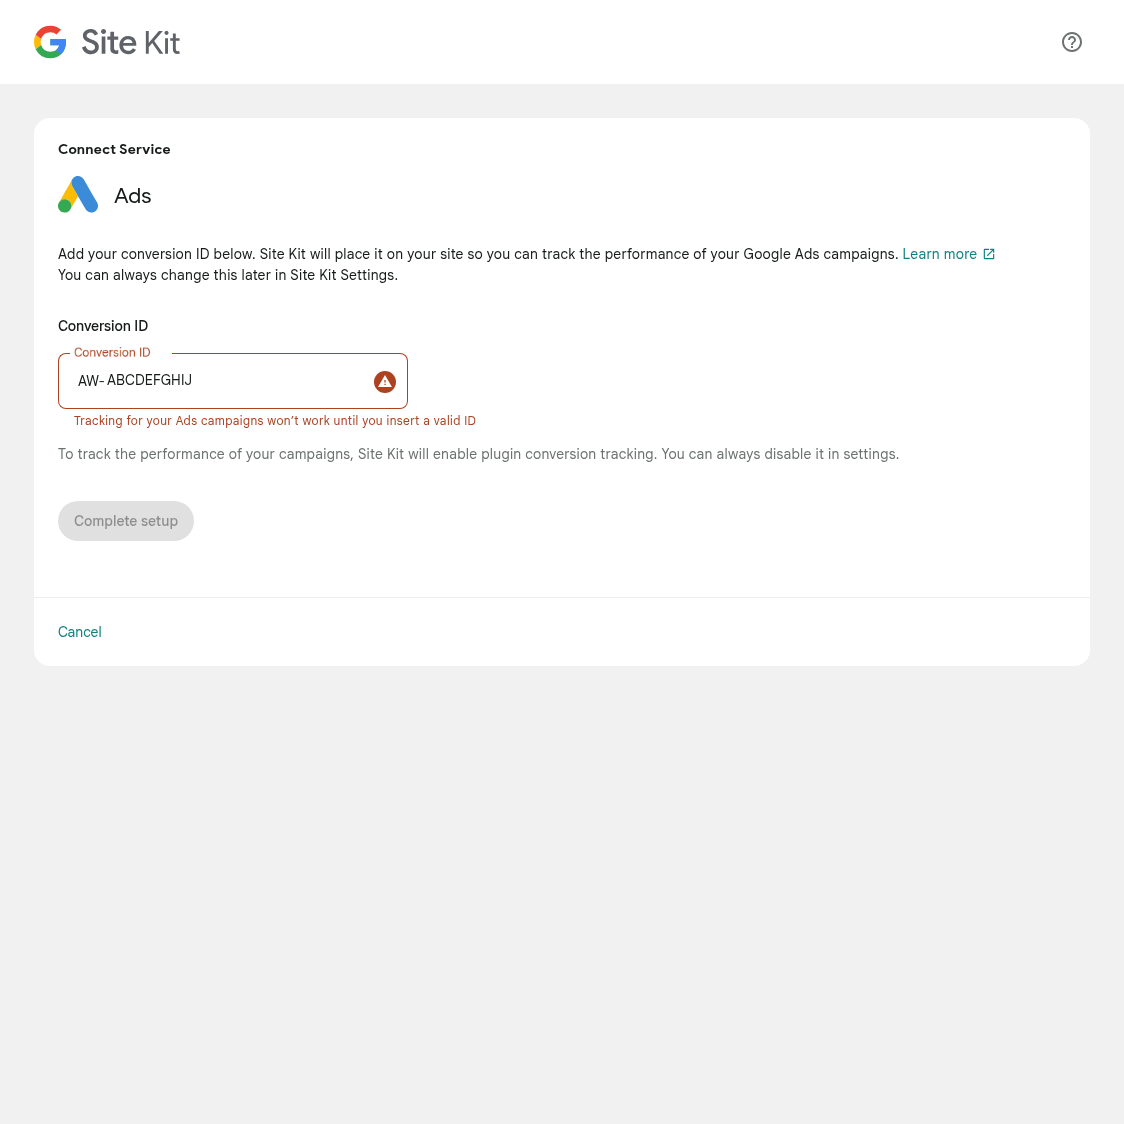 Site Kit
Connect Service
Ads
Add your conversion ID below. Site Kit will place it on your site so you can track the performance of your Google Ads campaigns. Learn more
You can always change this later in Site Kit Settings.
Conversion ID
Conversion ID
AW- ABCDEFGHIJ
Tracking for your Ads campaigns won’t work until you insert a valid ID
To track the performance of your campaigns, Site Kit will enable plugin conversion tracking. You can always disable it in settings.
Complete setup
Cancel